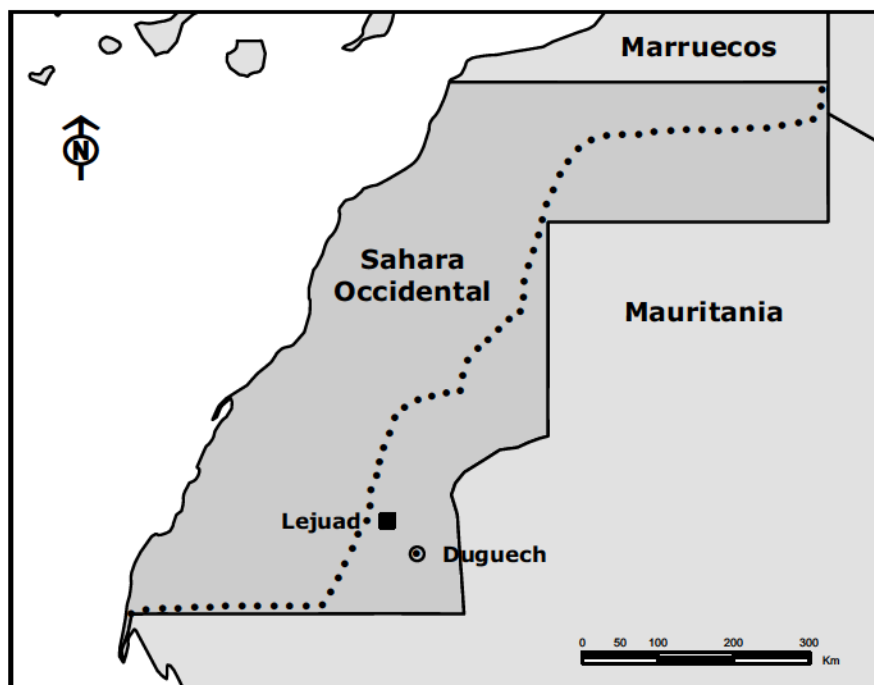 Marruecos
N
Sahara
Occidental
Mauritania
Lejuad
Duguech
0 50 100 200 300
Km